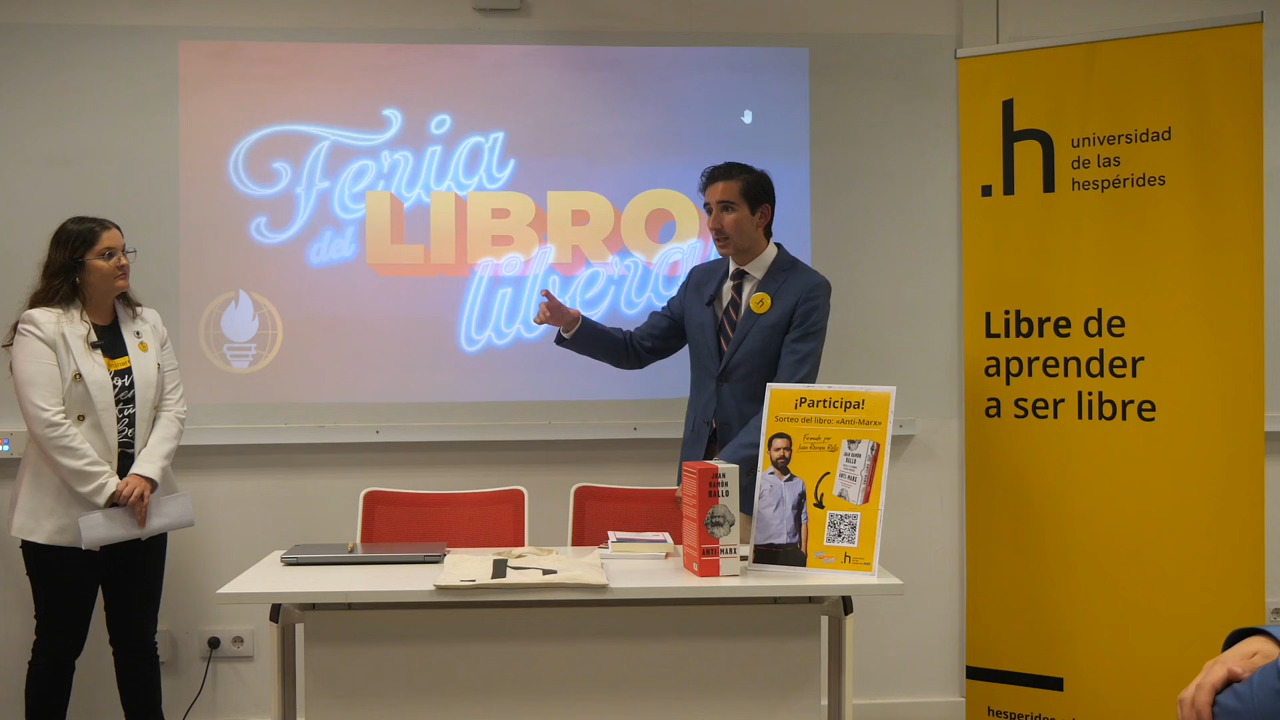 Feria
del
LIBRO
liberal
.h universidad
de las
hespérides
Libre de
aprender
a ser libre
¡Participa!
Sorteo del libro: «Anti-Marx»
Firmado por
Juan Ramón Rallo
JUAN RAMÓN
RALLO
ANTI-MARX
.h
JUAN
RAMÓN
RALLO
ANTI-MARX
.h